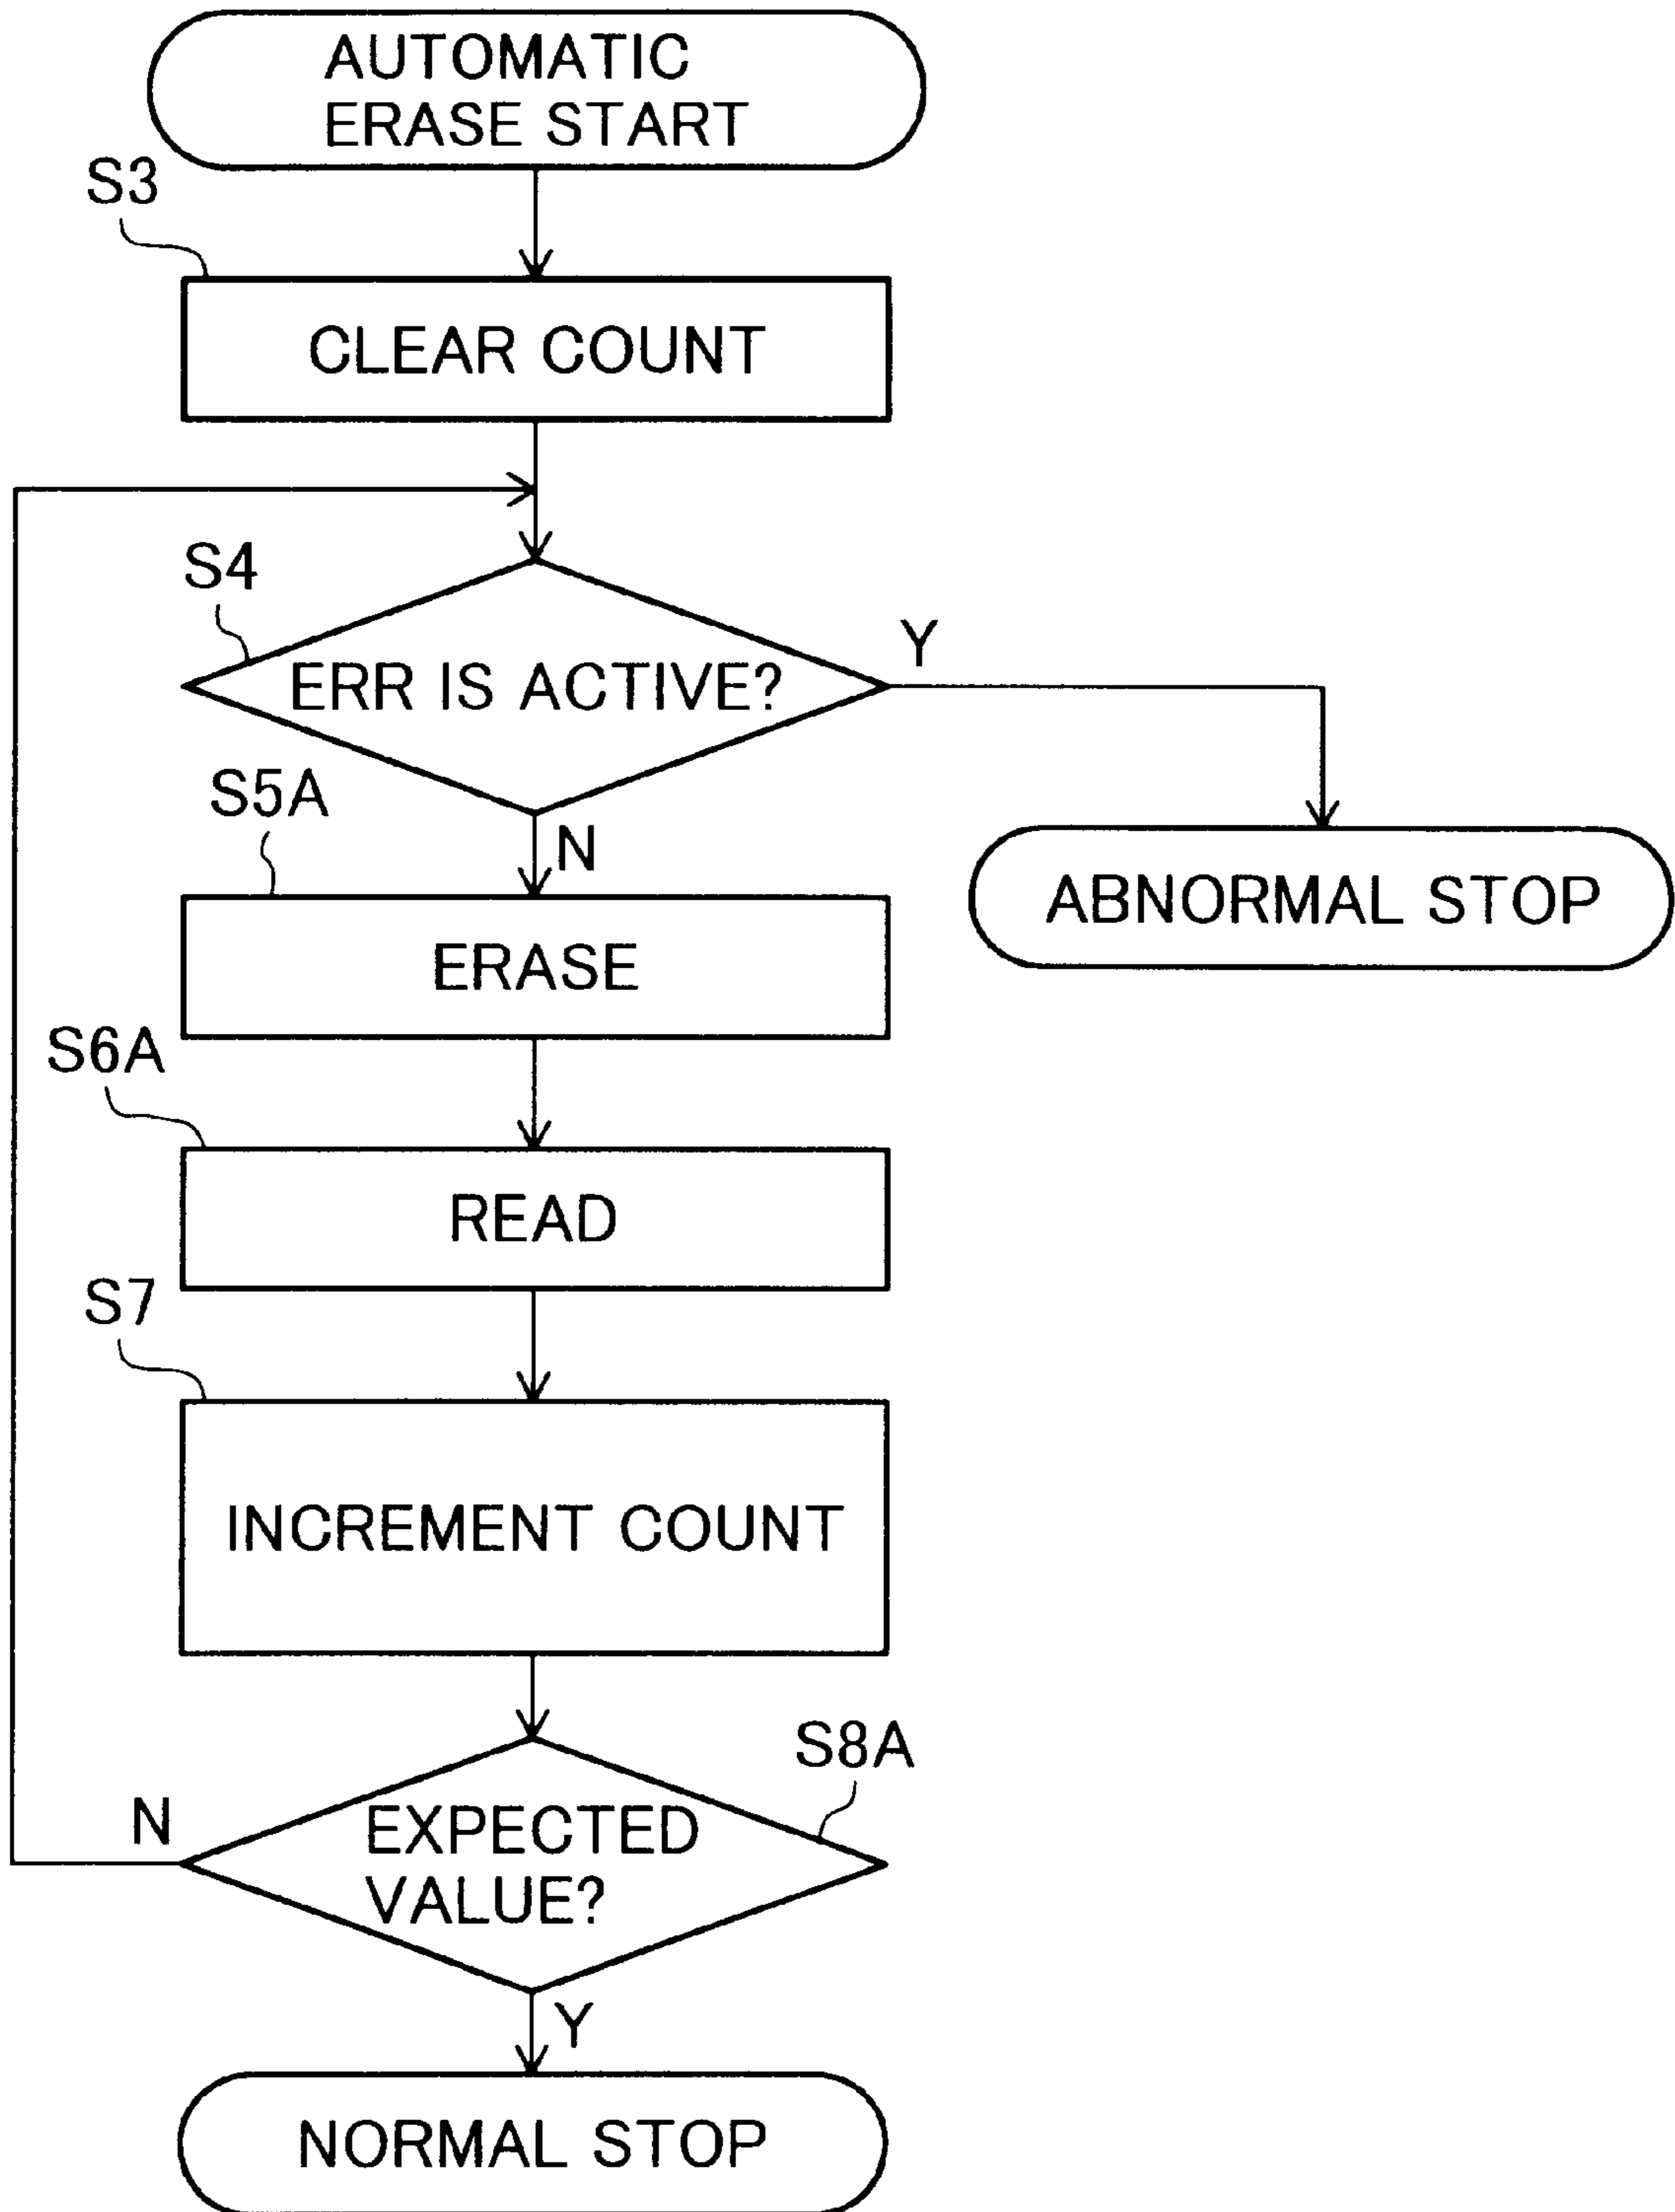 AUTOMATIC
ERASE START
S3
CLEAR COUNT
S4
ERR IS ACTIVE?
Y
S5A
N
ERASE
ABNORMAL STOP
S6A
READ
S7
INCREMENT COUNT
S8A
N
EXPECTED
VALUE?
Y
NORMAL STOP